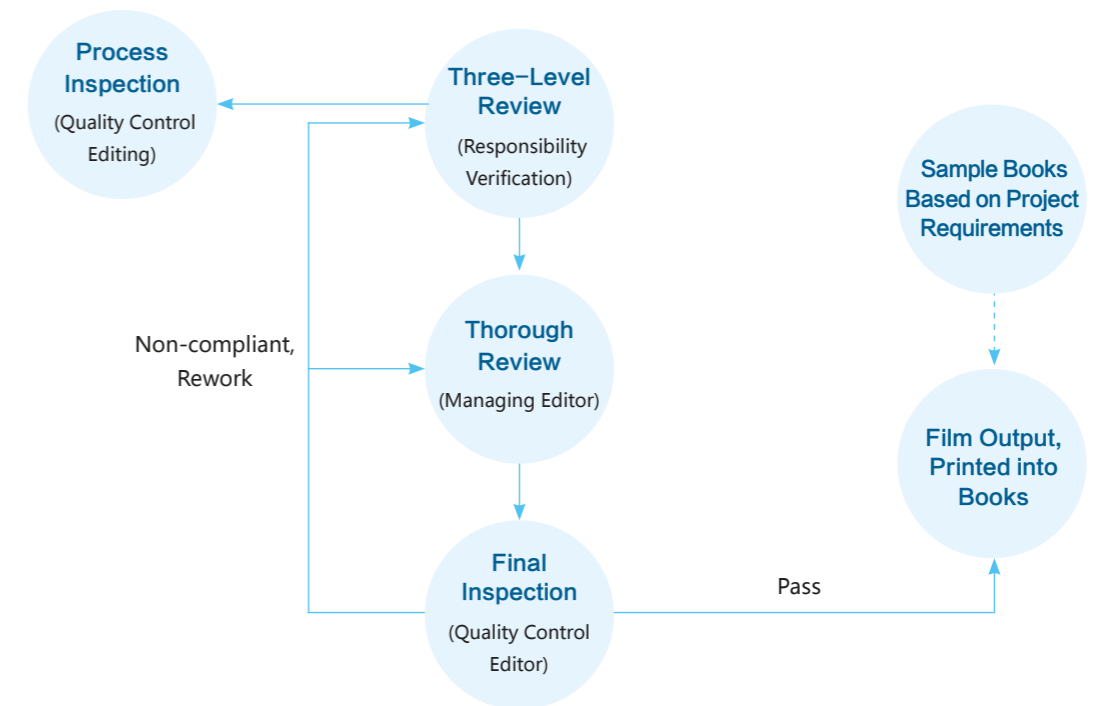 Process
Inspection
(Quality Control
Editing)
Three-Level
Review
(Responsibility
Verification)
Sample Books
Based on Project
Requirements
Non-compliant,
Rework
Thorough
Review
(Managing Editor)
Film Output,
Printed into
Books
Final
Inspection
(Quality Control
Editor)
Pass